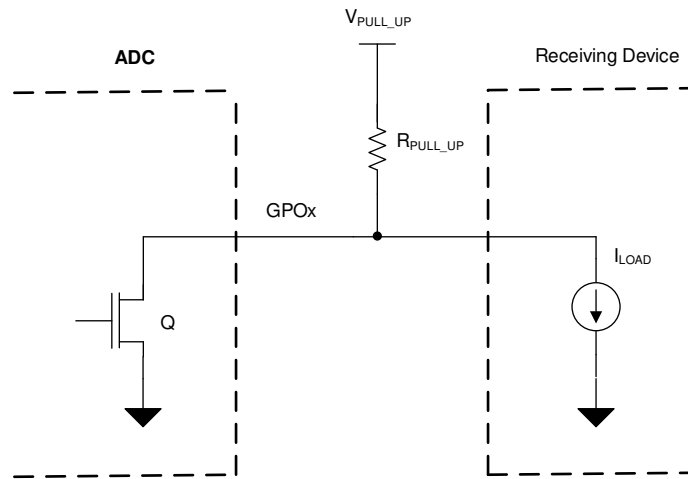 V_PULL_UP
ADC
Receiving Device
R_PULL_UP
GPOx
I_LOAD
Q